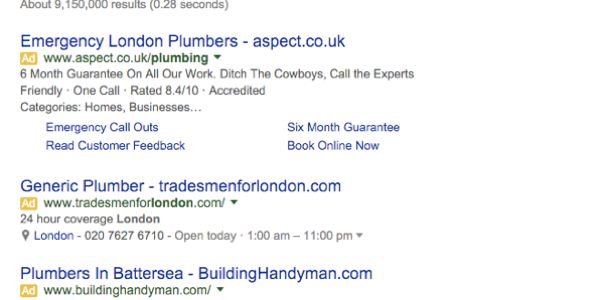 About 9,150,000 results (0.28 seconds)
Emergency London Plumbers - aspect.co.uk
Ad www.aspect.co.uk/plumbing
6 Month Guarantee On All Our Work. Ditch The Cowboys, Call the Experts
Friendly · One Call · Rated 8.4/10 · Accredited
Categories: Homes, Businesses…
Emergency Call Outs Six Month Guarantee
Read Customer Feedback Book Online Now
Generic Plumber - tradesmenforlondon.com
Ad www.tradesmenforlondon.com/
24 hour coverage London
London - 020 7627 6710 - Open today · 1:00 am – 11:00 pm
Plumbers In Battersea - BuildingHandyman.com
Ad www.buildinghandyman.com/